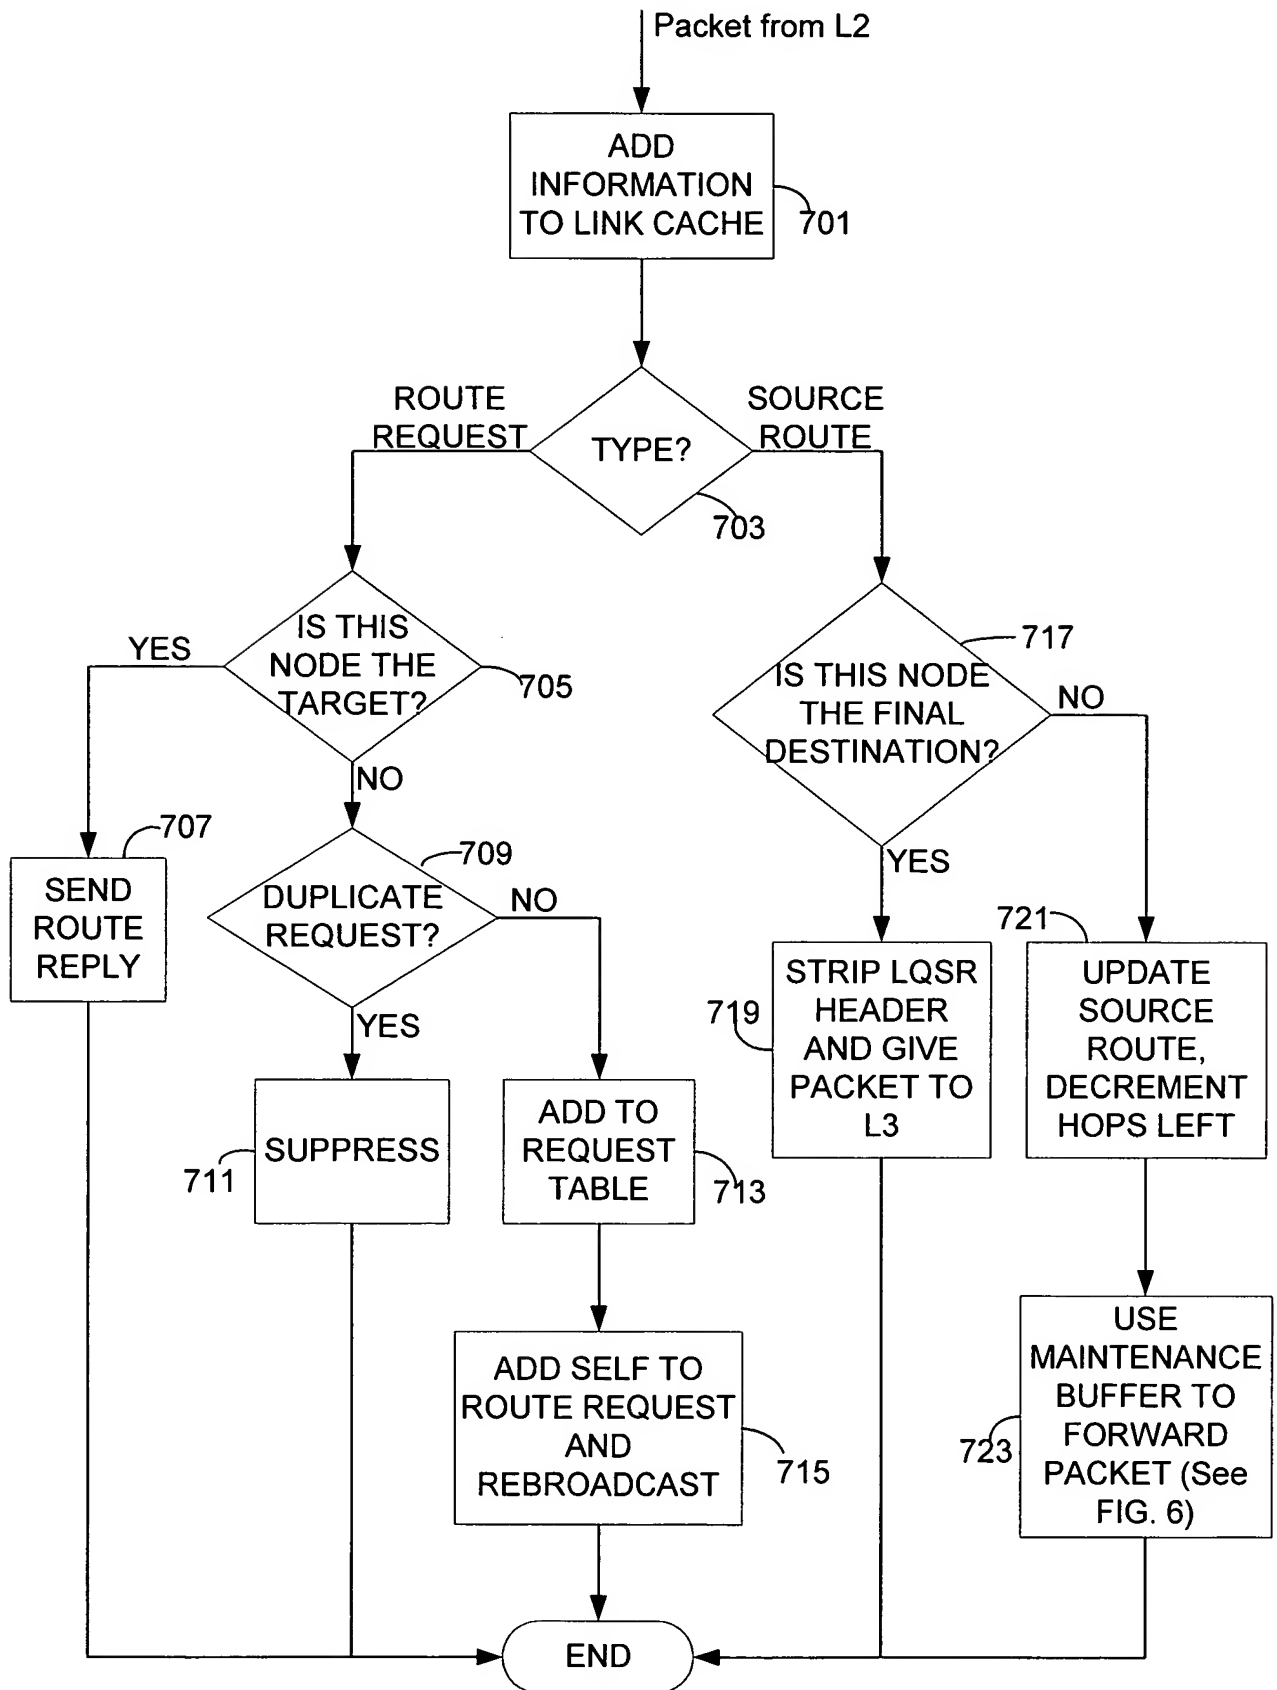 Packet from L2
ADD
INFORMATION
TO LINK CACHE
701
ROUTE
REQUEST
SOURCE
ROUTE
TYPE?
703
IS THIS
NODE THE
TARGET?
YES
705
NO
717
IS THIS NODE
THE FINAL
DESTINATION?
NO
YES
707
SEND
ROUTE
REPLY
709
DUPLICATE
REQUEST?
NO
YES
711
SUPPRESS
ADD TO
REQUEST
TABLE
713
719
STRIP LQSR
HEADER
AND GIVE
PACKET TO
L3
721
UPDATE
SOURCE
ROUTE,
DECREMENT
HOPS LEFT
ADD SELF TO
ROUTE REQUEST
AND
REBROADCAST
715
723
USE
MAINTENANCE
BUFFER TO
FORWARD
PACKET (See
FIG. 6)
END